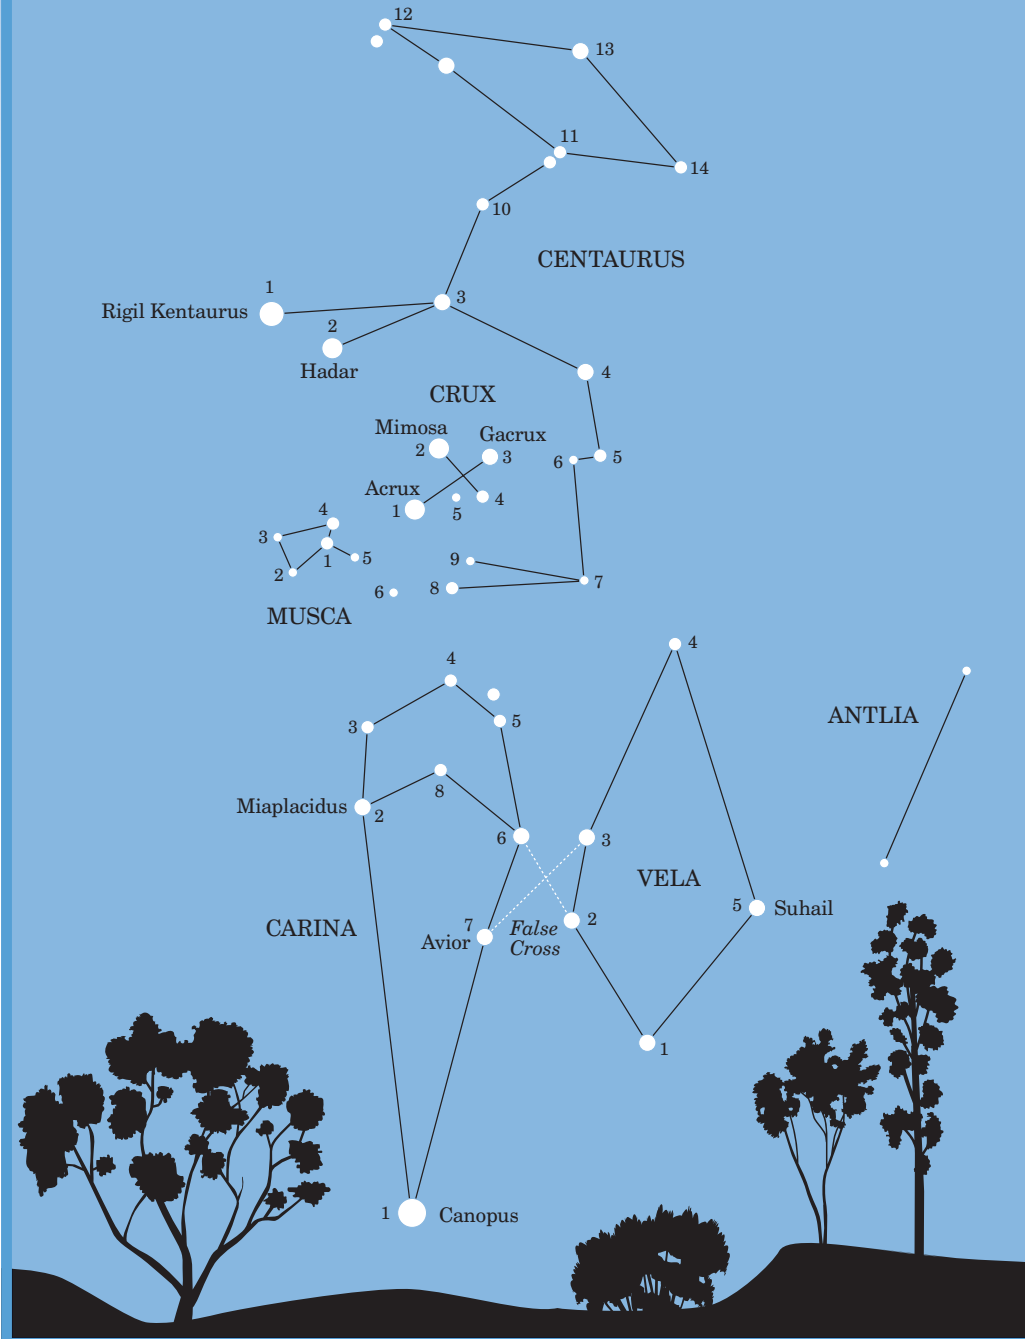 12
13
11
14
10
CENTAURUS
1
3
Rigil Kentaurus
2
Hadar
4
CRUX
Mimosa
2
Gacrux
3
6
5
Acrux
1
4
5
4
3
1
5
2
9
7
8
6
MUSCA
4
4
ANTLIA
3
5
Miaplacidus
2
8
6
3
VELA
5
Suhail
CARINA
7
Avior
False
Cross
2
1
1
Canopus